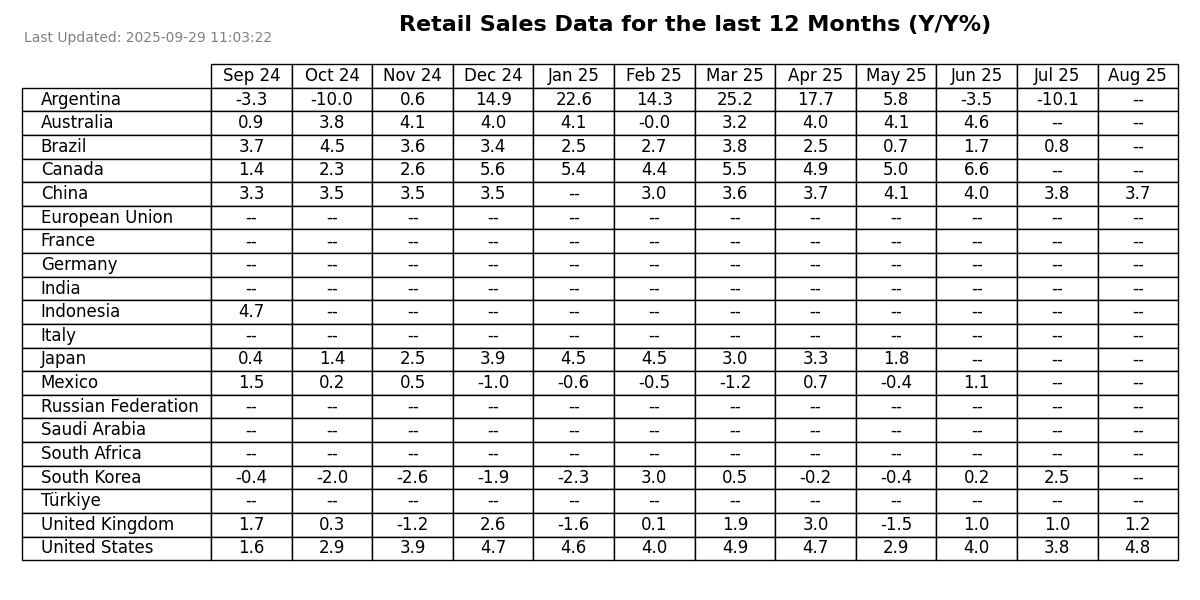 Retail Sales Data for the last 12 Months (Y/Y%)
Last Updated: 2025-09-29 11:03:22
Sep 24 Oct 24 Nov 24 Dec 24 Jan 25 Feb 25 Mar 25 Apr 25 May 25 Jun 25 Jul 25 Aug 25
Argentina -3.3 -10.0 0.6 14.9 22.6 14.3 25.2 17.7 5.8 -3.5 -10.1 --
Australia 0.9 3.8 4.1 4.0 4.1 -0.0 3.2 4.0 4.1 4.6 -- --
Brazil 3.7 4.5 3.6 3.4 2.5 2.7 3.8 2.5 0.7 1.7 0.8 --
Canada 1.4 2.3 2.6 5.6 5.4 4.4 5.5 4.9 5.0 6.6 -- --
China 3.3 3.5 3.5 3.5 -- 3.0 3.6 3.7 4.1 4.0 3.8 3.7
European Union -- -- -- -- -- -- -- -- -- -- -- --
France -- -- -- -- -- -- -- -- -- -- -- --
Germany -- -- -- -- -- -- -- -- -- -- -- --
India -- -- -- -- -- -- -- -- -- -- -- --
Indonesia 4.7 -- -- -- -- -- -- -- -- -- -- --
Italy -- -- -- -- -- -- -- -- -- -- -- --
Japan 0.4 1.4 2.5 3.9 4.5 4.5 3.0 3.3 1.8 -- -- --
Mexico 1.5 0.2 0.5 -1.0 -0.6 -0.5 -1.2 0.7 -0.4 1.1 -- --
Russian Federation -- -- -- -- -- -- -- -- -- -- -- --
Saudi Arabia -- -- -- -- -- -- -- -- -- -- -- --
South Africa -- -- -- -- -- -- -- -- -- -- -- --
South Korea -0.4 -2.0 -2.6 -1.9 -2.3 3.0 0.5 -0.2 -0.4 0.2 2.5 --
Türkiye -- -- -- -- -- -- -- -- -- -- -- --
United Kingdom 1.7 0.3 -1.2 2.6 -1.6 0.1 1.9 3.0 -1.5 1.0 1.0 1.2
United States 1.6 2.9 3.9 4.7 4.6 4.0 4.9 4.7 2.9 4.0 3.8 4.8